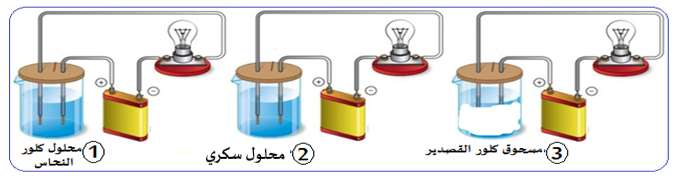 +
-
+
-
+
-
1 محلول كلور
النحاس
2 محلول سكري
3 مسحوق كلور القصدير